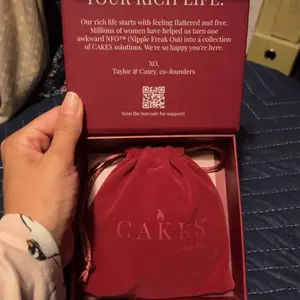 YOUR RICH LIFE.
Our rich life starts with feeling flattered and free.
Millions of women have helped us turn one
awkward NFO™ (Nipple Freak Out) into a collection
of CAKES solutions. We're so happy you're here.
XO,
Taylor & Casey, co-founders
Scan the barcode for support!
CAKES
body